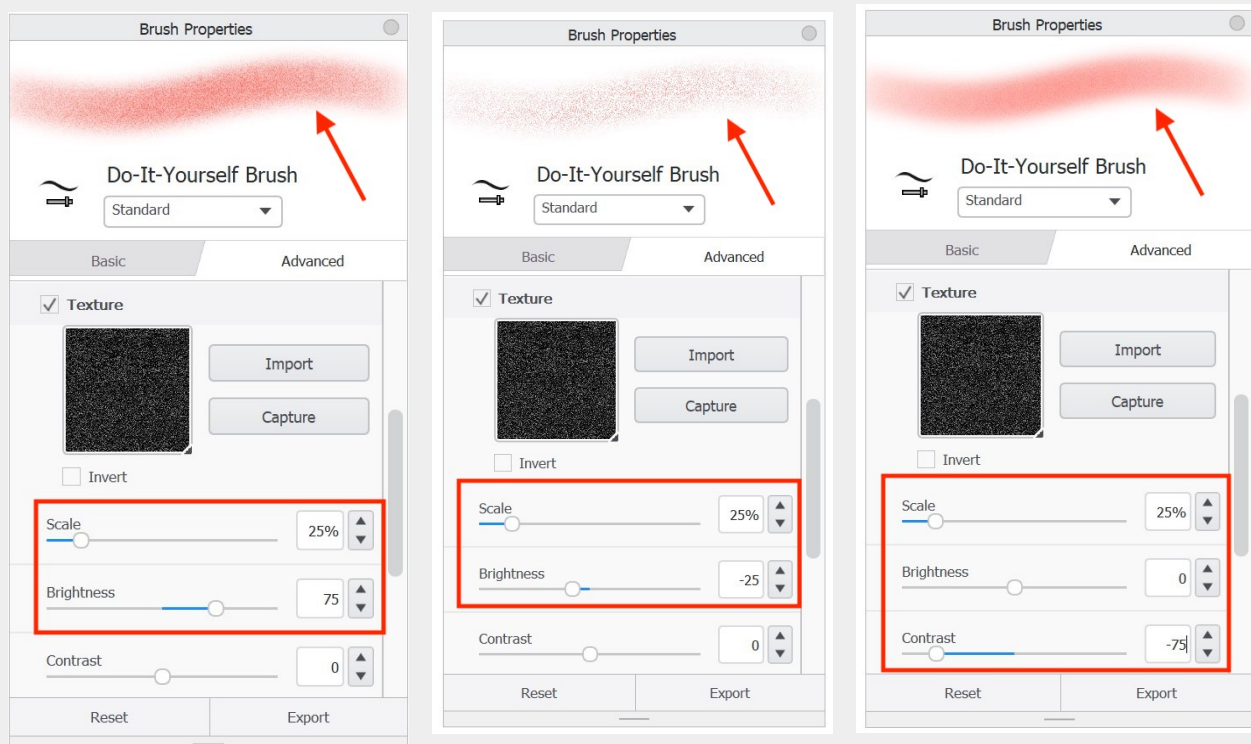 Brush Properties
Do-It-Yourself Brush
Standard
Basic Advanced
Texture
Import
Capture
Invert
Scale 25%
Brightness 75
Contrast 0
Reset Export
Brush Properties
Do-It-Yourself Brush
Standard
Basic Advanced
Texture
Import
Capture
Invert
Scale 25%
Brightness -25
Contrast 0
Reset Export
Brush Properties
Do-It-Yourself Brush
Standard
Basic Advanced
Texture
Import
Capture
Invert
Scale 25%
Brightness 0
Contrast -75
Reset Export